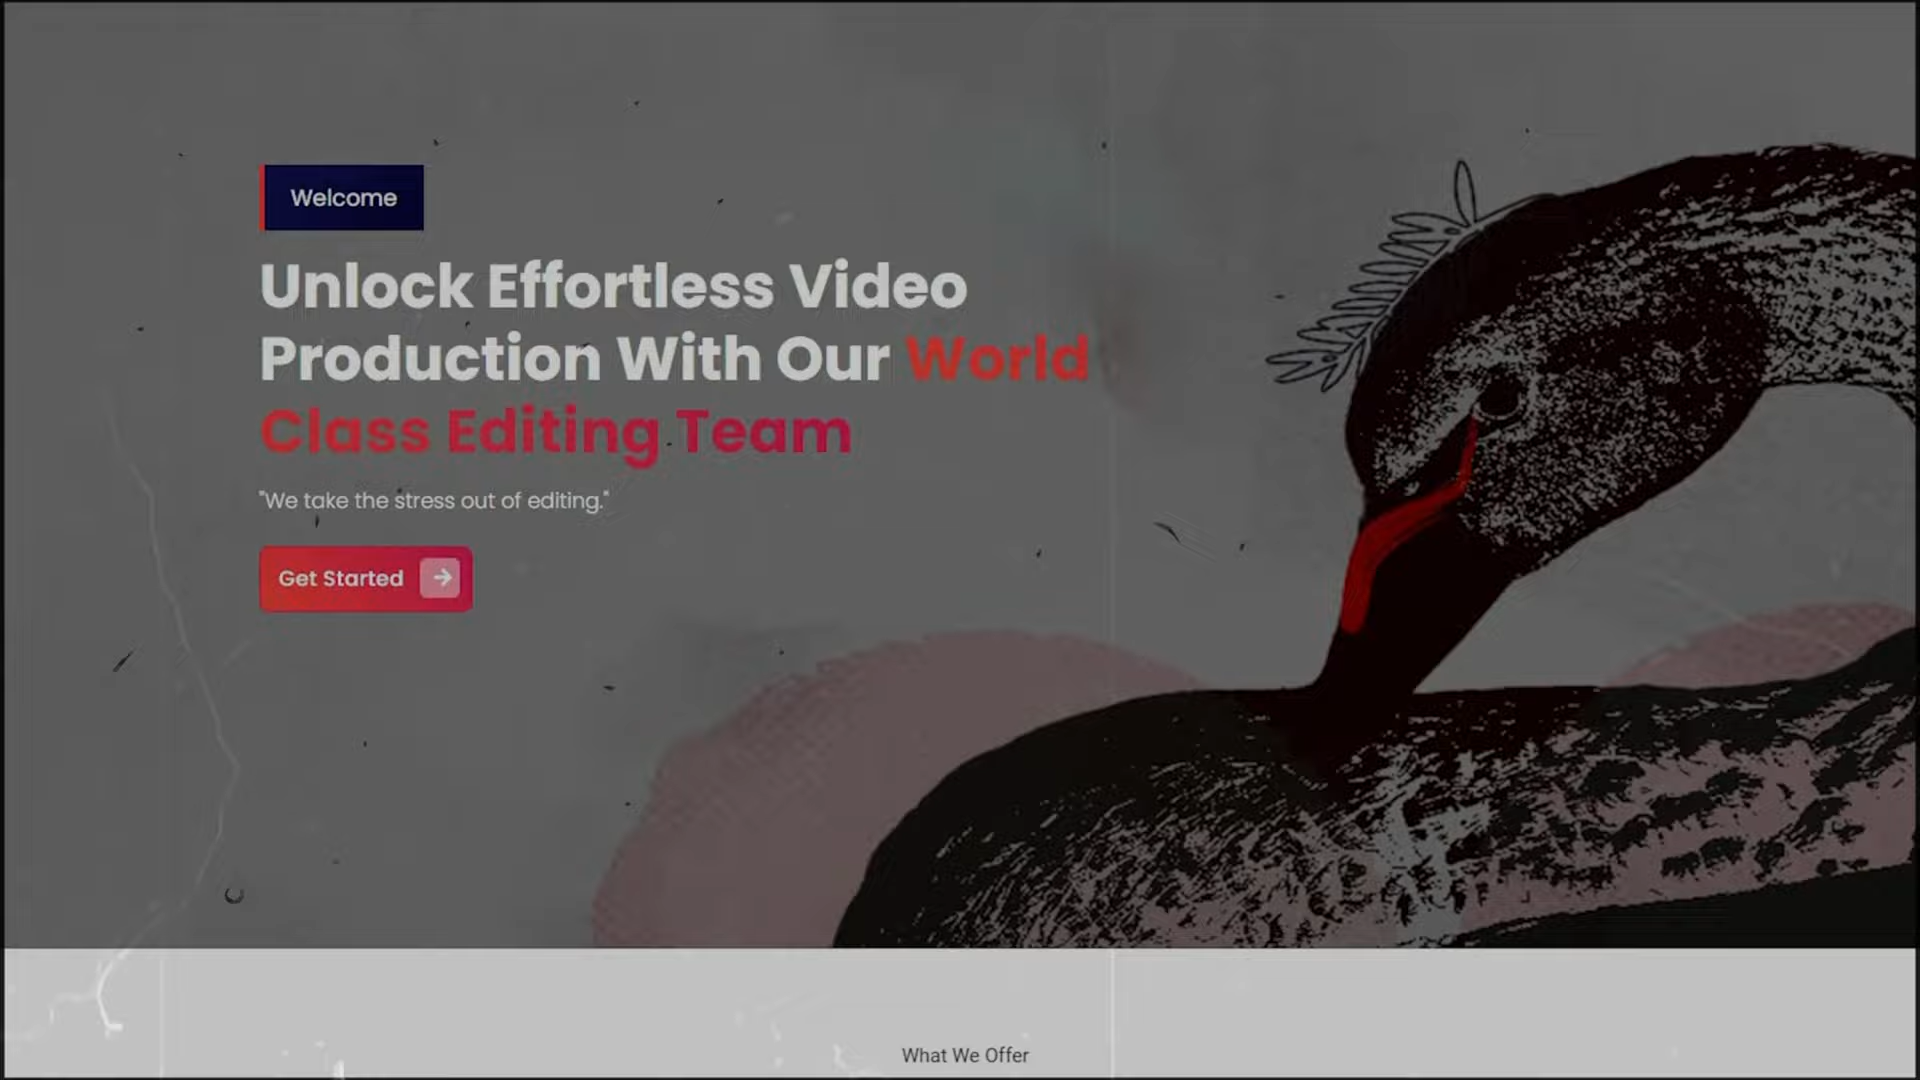 Welcome
Unlock Effortless Video
Production With Our World
Class Editing Team
"We take the stress out of editing."
Get Started
What We Offer